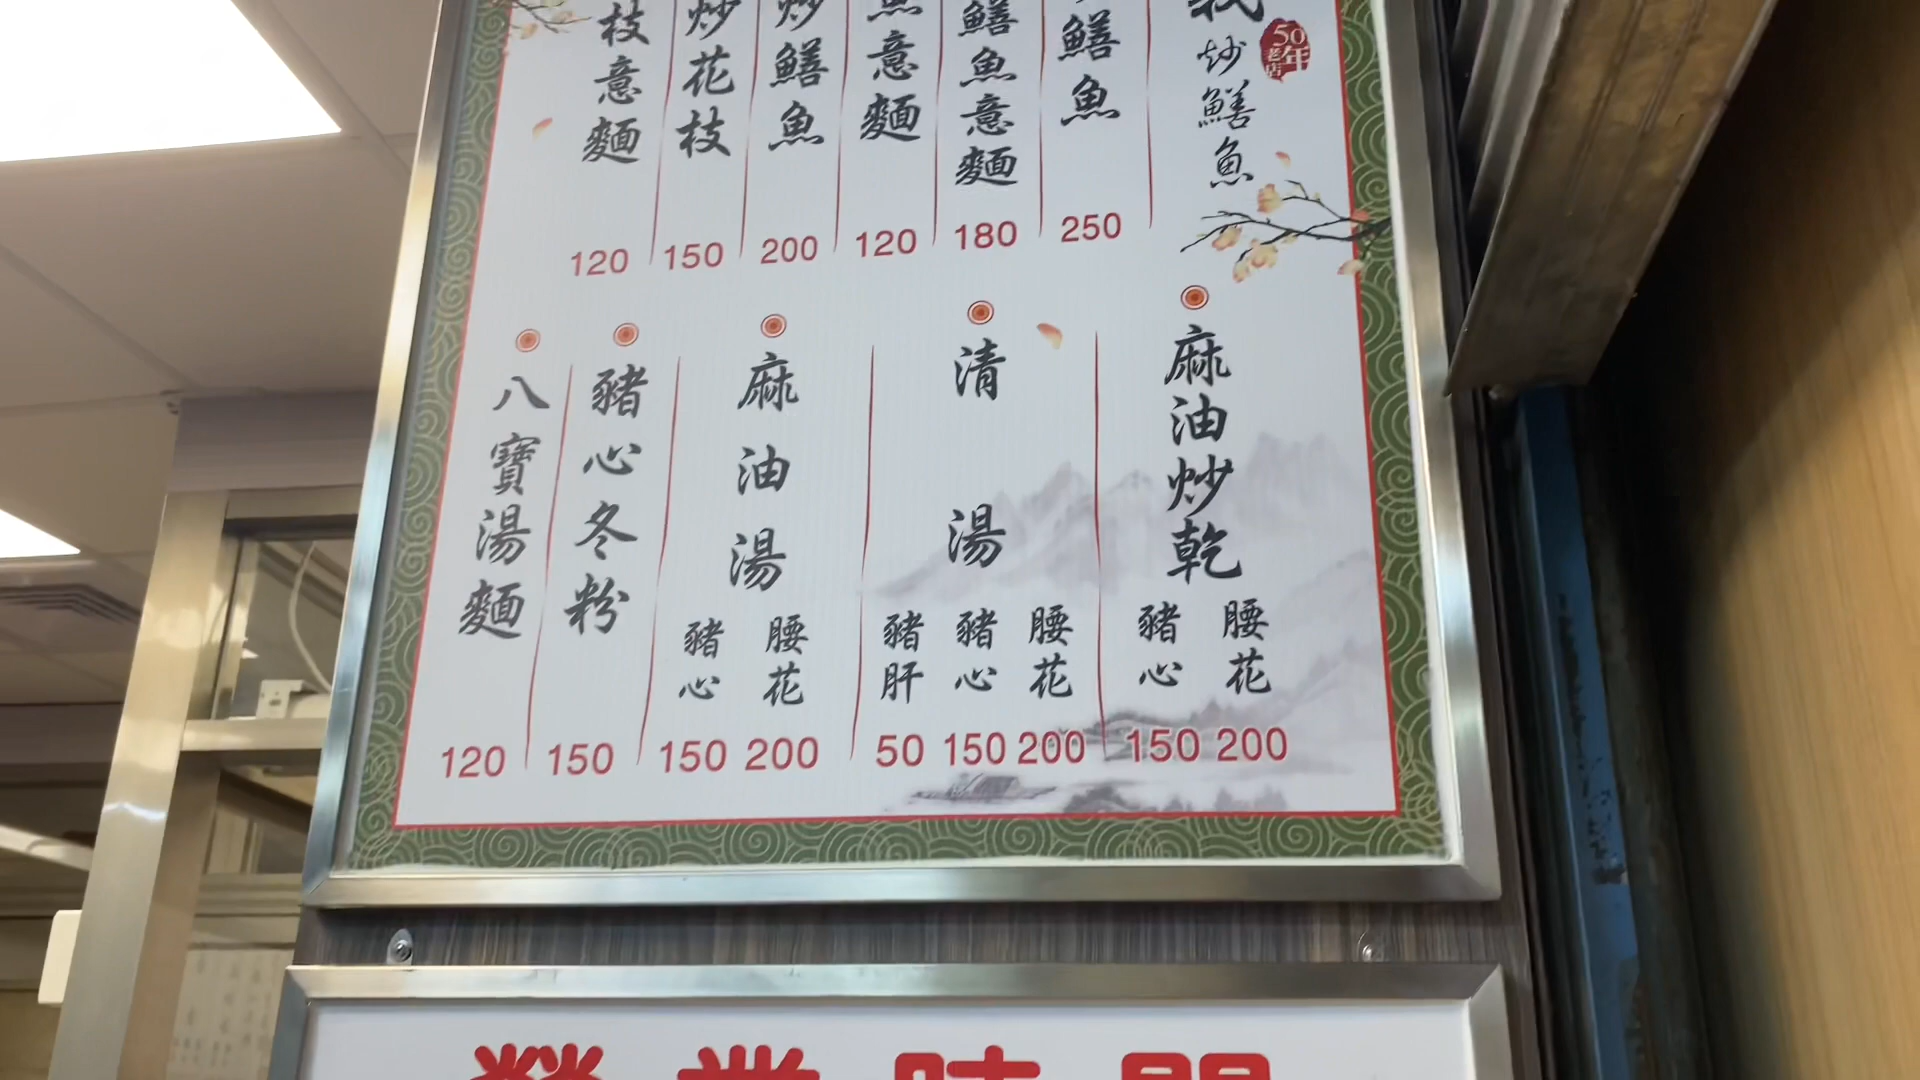 炒鱔魚
50年
老店
鱔魚
250
鱔魚意麵
180
意麵
120
炒鱔魚
200
炒花枝
150
枝意麵
120
麻油炒乾
腰花
200
豬心
150
清湯
腰花
200
豬心
150
豬肝
50
麻油湯
腰花
200
豬心
150
豬心冬粉
150
八寶湯麵
120